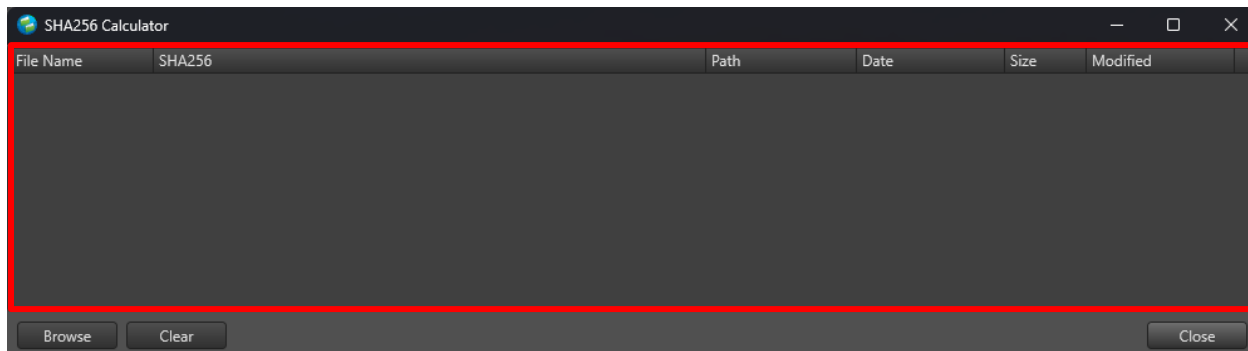 SHA256 Calculator
File Name SHA256 Path Date Size Modified
Browse Clear Close